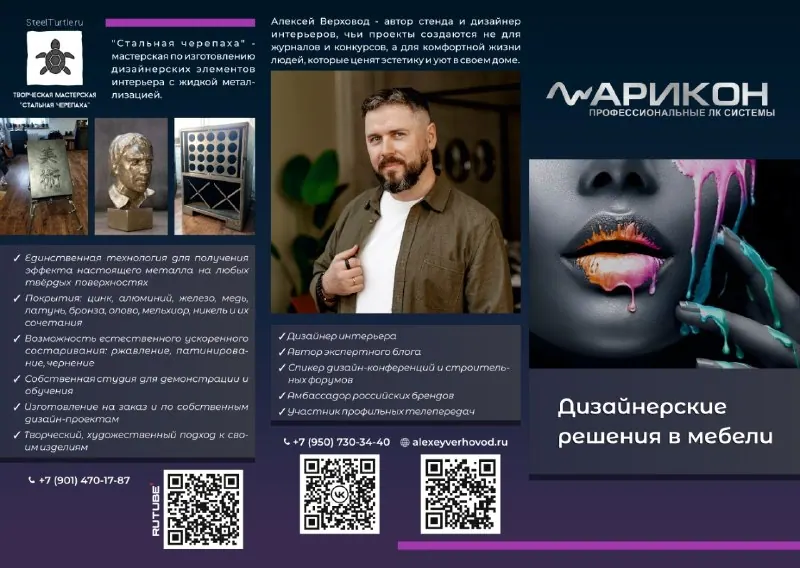 SteelTurtle.ru
ТВОРЧЕСКАЯ МАСТЕРСКАЯ
"СТАЛЬНАЯ ЧЕРЕПАХА"
"Стальная черепаха" -
мастерская по изготовлению
дизайнерских элементов
интерьера с жидкой метал-
лизацией.
美術
✓ Единственная технология для получения
эффекта настоящего металла на любых
твёрдых поверхностях
✓ Покрытия: цинк, алюминий, железо, медь,
латунь, бронза, олово, мельхиор, никель и их
сочетания
✓ Возможность естественного ускоренного
состаривания: ржавление, патинирова-
ние, чернение
✓ Собственная студия для демонстрации и
обучения
✓ Изготовление на заказ и по собственным
дизайн-проектам
✓ Творческий, художественный подход к сво-
им изделиям
+7 (901) 470-17-87
RUTUBE
Алексей Верховод - автор стенда и дизайнер
интерьеров, чьи проекты создаются не для
журналов и конкурсов, а для комфортной жизни
людей, которые ценят эстетику и уют в своем доме.
✓ Дизайнер интерьера
✓ Автор экспертного блога
✓ Спикер дизайн-конференций и строитель-
ных форумов
✓ Амбассадор российских брендов
✓ Участник профильных телепередач
+7 (950) 730-34-40 alexeyverhovod.ru
VK
АРИКОН
ПРОФЕССИОНАЛЬНЫЕ ЛК СИСТЕМЫ
Дизайнерские
решения в мебели